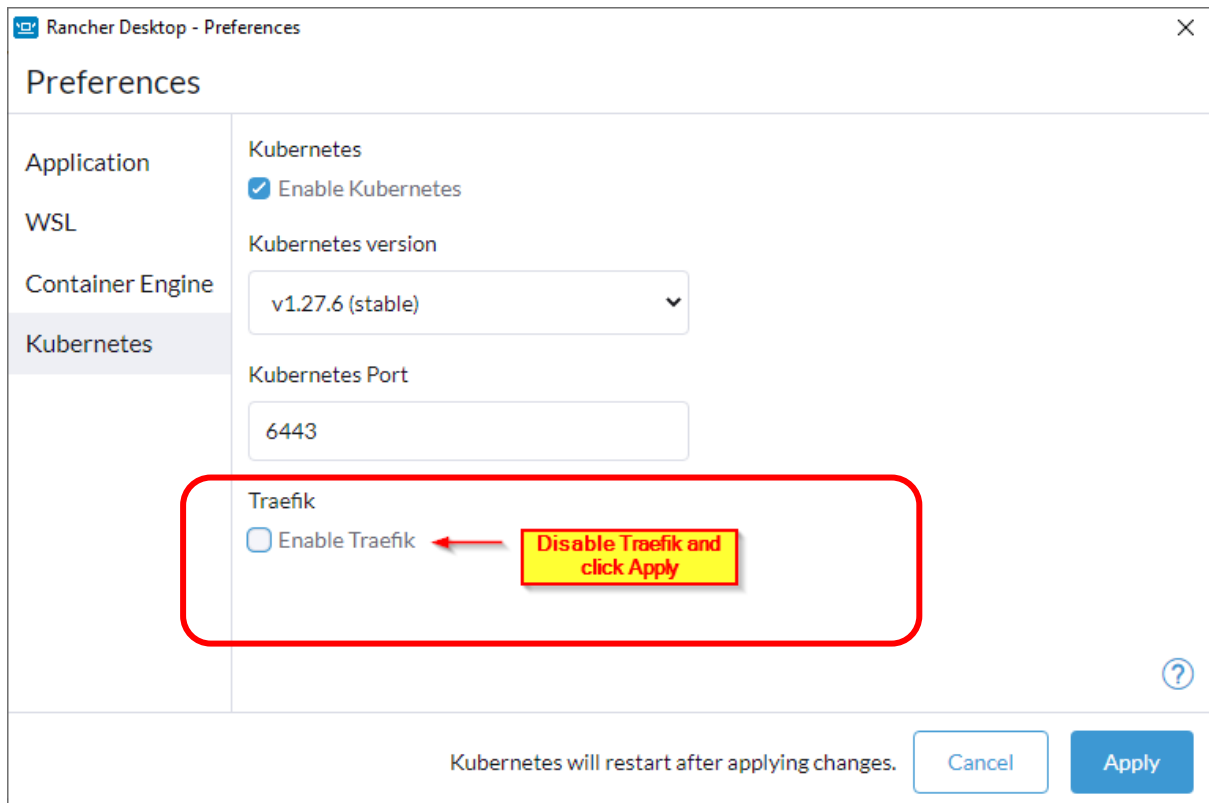 Rancher Desktop - Preferences
Preferences
Application
WSL
Container Engine
Kubernetes
Kubernetes
Enable Kubernetes
Kubernetes version
v1.27.6 (stable)
Kubernetes Port
6443
Traefik
Enable Traefik
Disable Traefik and
click Apply
?
Kubernetes will restart after applying changes.
Cancel
Apply